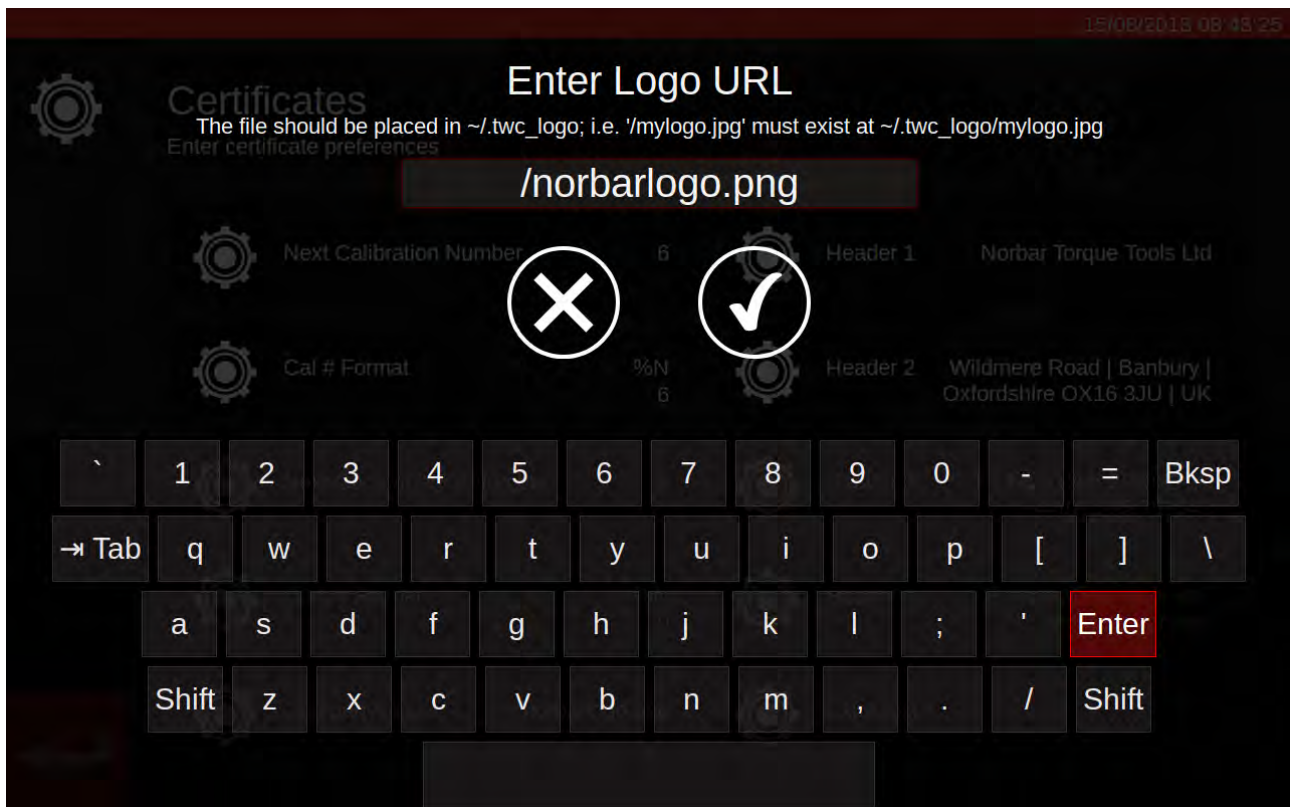 15/08/2018 08:48:25
Enter Logo URL
Certificates
The file should be placed in ~/.twc_logo; i.e. '/mylogo.jpg' must exist at ~/.twc_logo/mylogo.jpg
Enter certificate preferences
/norbarlogo.png
Next Calibration Number 6 Header 1 Norbar Torque Tools Ltd
Cal # Format %N Header 2 Wildmere Road | Banbury |
6 Oxfordshire OX16 3JU | UK
` 1 2 3 4 5 6 7 8 9 0 - = Bksp
⇥ Tab q w e r t y u i o p [ ] \
a s d f g h j k l ; ' Enter
Shift z x c v b n m , . / Shift